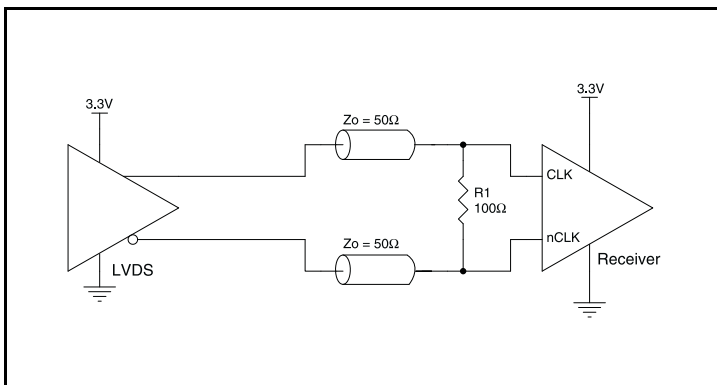 3.3V
3.3V
Zo = 50Ω
CLK
R1
100Ω
Zo = 50Ω
nCLK
LVDS
Receiver